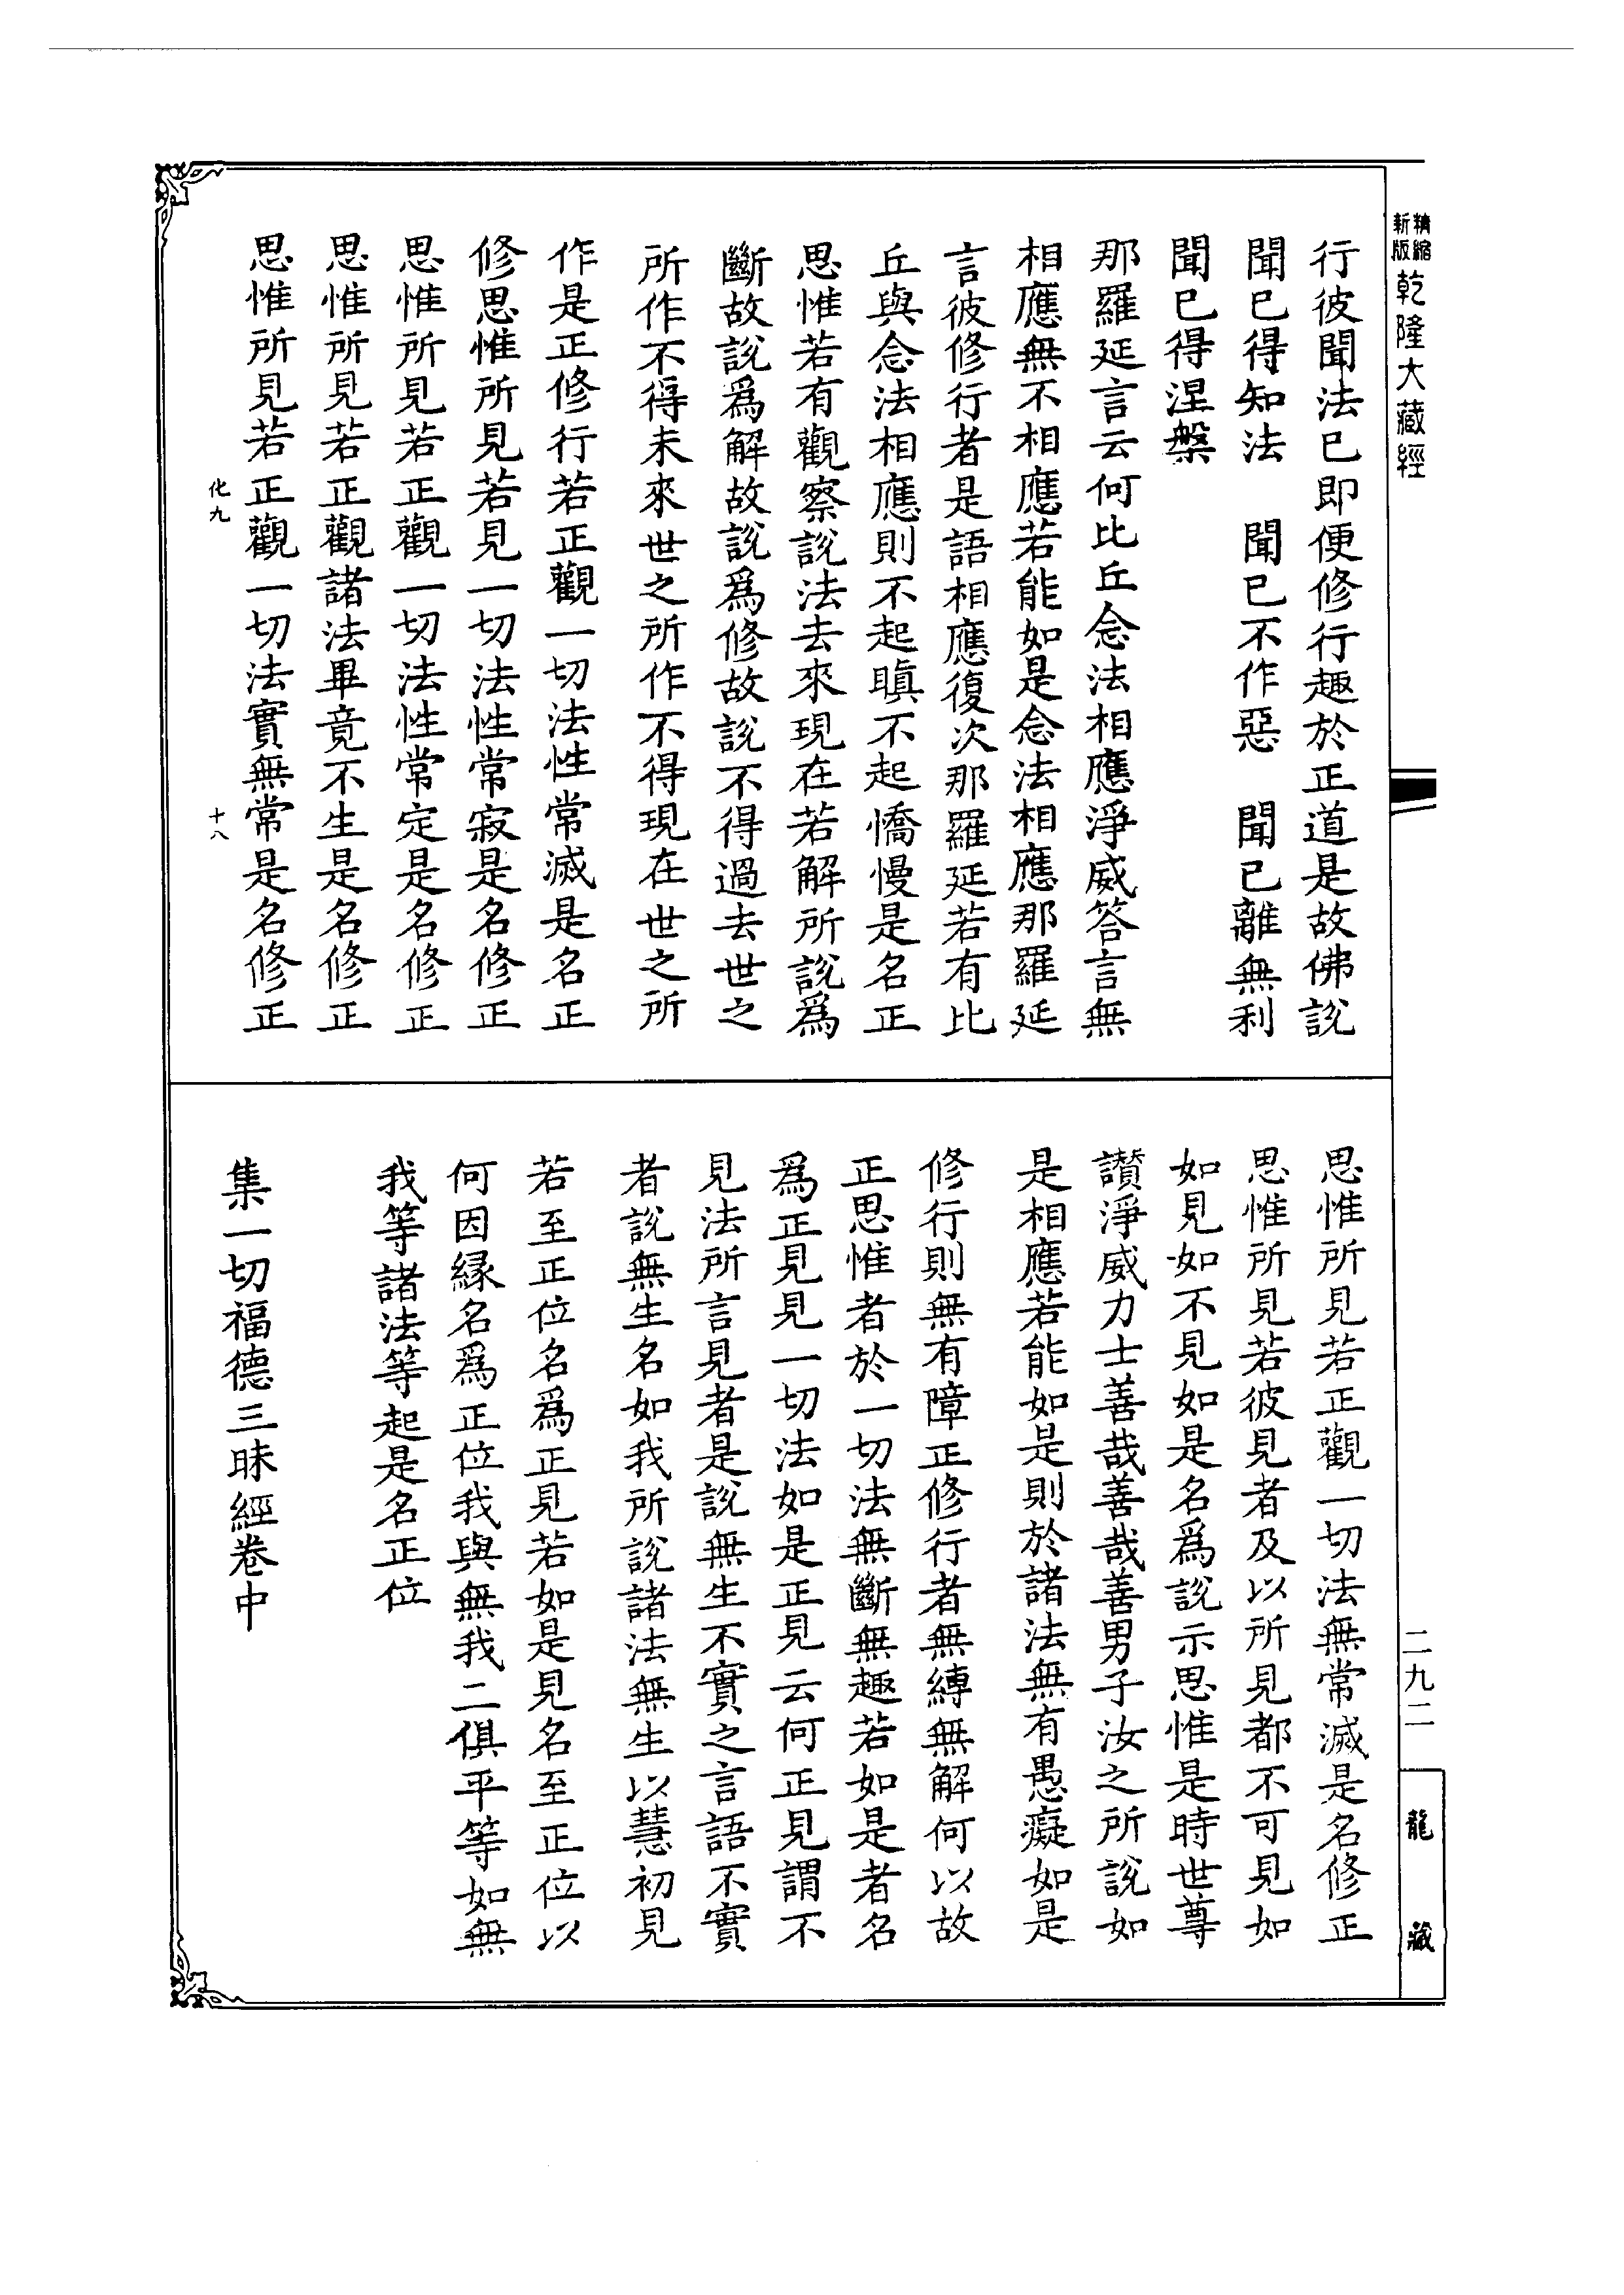 新版精縮
乾隆大藏經
行彼聞法已即便修行趣於正道是故佛說
聞已得知法　聞已不作惡　聞已離無利
聞已得涅槃
那羅延言云何比丘念法相應淨威答言無
相應無不相應若能如是念法相應那羅延
言彼修行者是語相應復次那羅延若有比
丘與念法相應則不起瞋不起憍慢是名正
思惟若有觀察說法去來現在若解所說爲
斷故說爲解故說爲修故說不得過去世之
所作不得未來世之所作不得現在世之所
作是正修行若正觀一切法性常滅是名正
修思惟所見若見一切法性常寂是名修正
思惟所見若正觀一切法性常定是名修正
思惟所見若正觀諸法畢竟不生是名修正
思惟所見若正觀一切法實無常是名修正
化九
十八
思惟所見若正觀一切法無常滅是名修正
思惟所見若彼見者及以所見都不可見如
如見如不見如是名爲說示思惟是時世尊
讚淨威力士善哉善哉善男子汝之所說如
是相應若能如是則於諸法無有愚癡如是
修行則無有障正修行者無縛無解何以故
正思惟者於一切法無斷無趣若如是者名
爲正見見一切法如是正見云何正見謂不
見法所言見者是說無生不實之言語不實
者說無生名如我所說諸法無生以慧初見
若至正位名爲正見若如是見名至正位以
何因緣名爲正位我與無我二俱平等如無
我等諸法等起是名正位
集一切福德三昧經卷中
二九二
龍藏